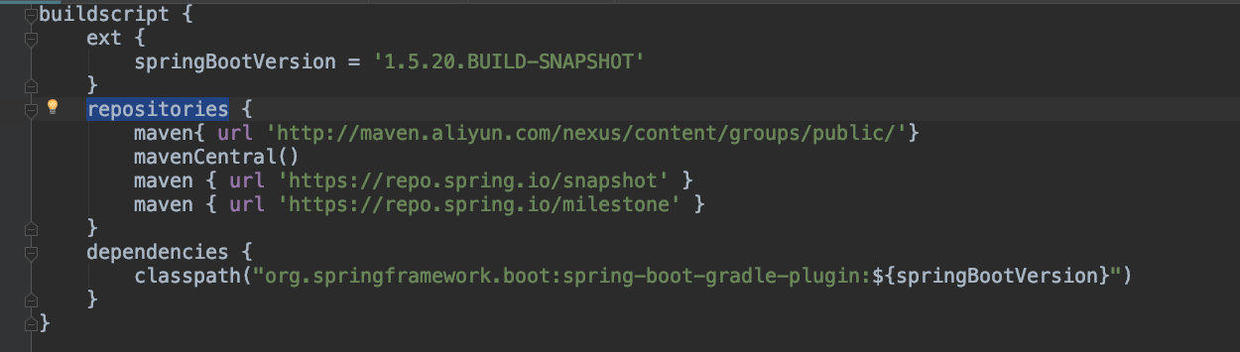 buildscript {
    ext {
        springBootVersion = '1.5.20.BUILD-SNAPSHOT'
    }
    repositories {
        maven{ url 'http://maven.aliyun.com/nexus/content/groups/public/'}
        mavenCentral()
        maven { url 'https://repo.spring.io/snapshot' }
        maven { url 'https://repo.spring.io/milestone' }
    }
    dependencies {
        classpath("org.springframework.boot:spring-boot-gradle-plugin:${springBootVersion}")
    }
}